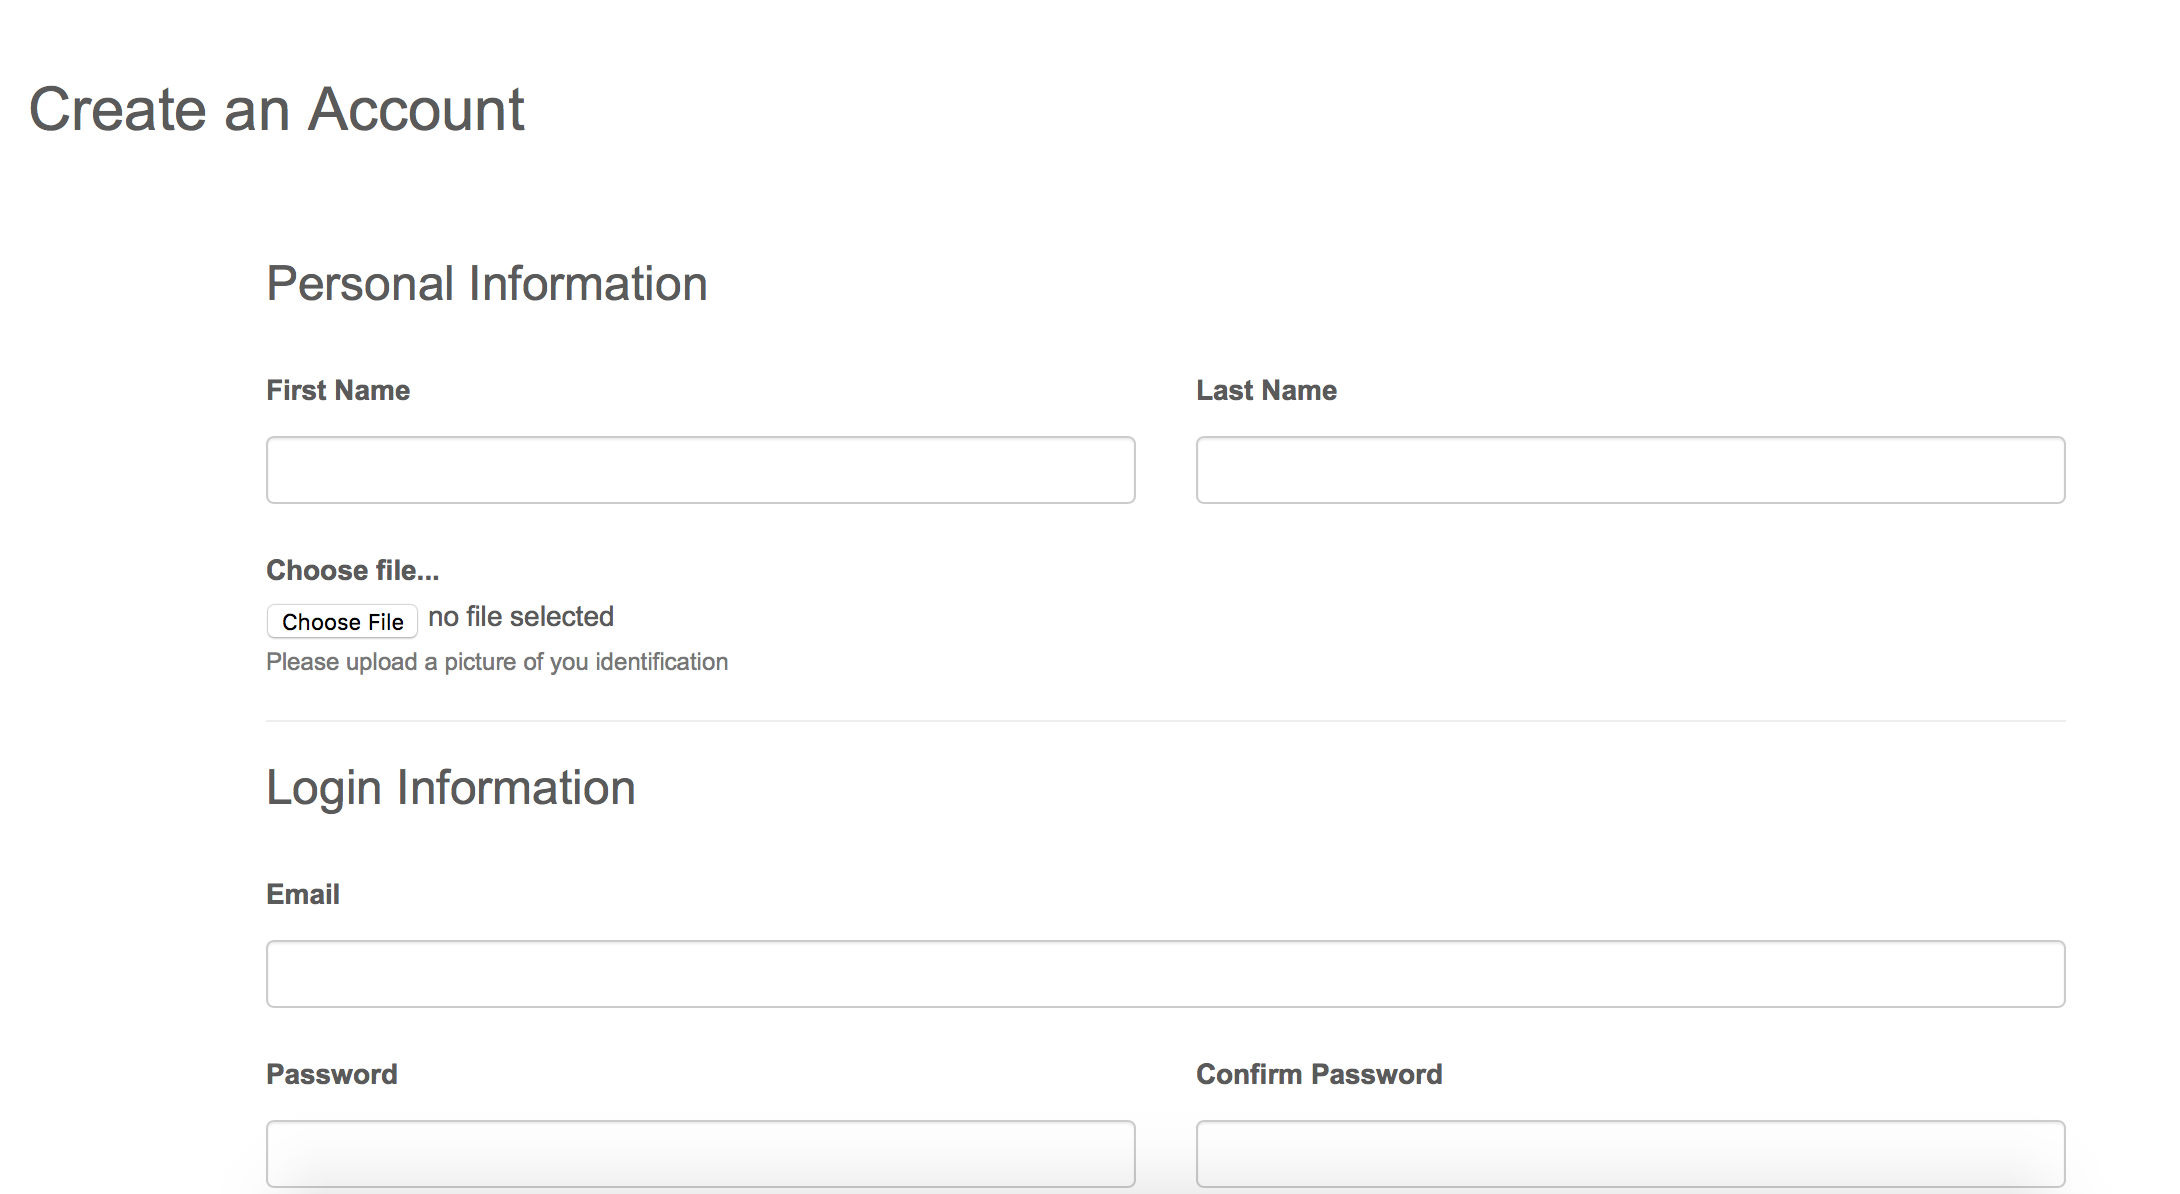 Create an Account
Personal Information
First Name
Last Name
Choose file...
Choose File no file selected
Please upload a picture of you identification
Login Information
Email
Password
Confirm Password